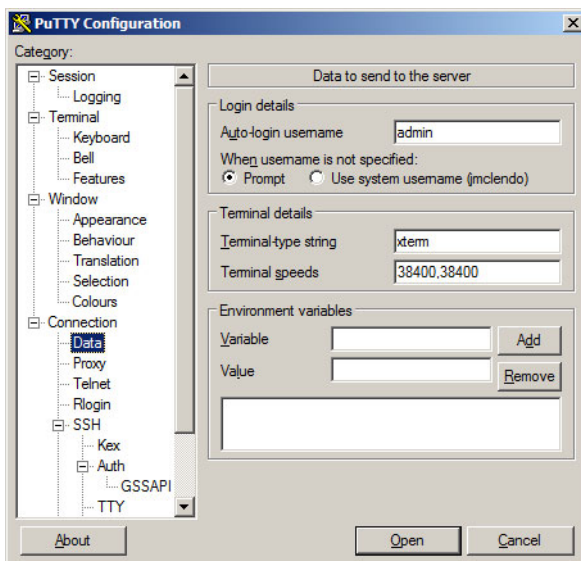 PuTTY Configuration
Category:
Session
Logging
Terminal
Keyboard
Bell
Features
Window
Appearance
Behaviour
Translation
Selection
Colours
Connection
Data
Proxy
Telnet
Rlogin
SSH
Kex
Auth
GSSAPI
TTY
Data to send to the server
Login details
Auto-login username admin
When username is not specified:
Prompt Use system username (jmclendo)
Terminal details
Terminal-type string xterm
Terminal speeds 38400,38400
Environment variables
Variable Add
Value Remove
About Open Cancel